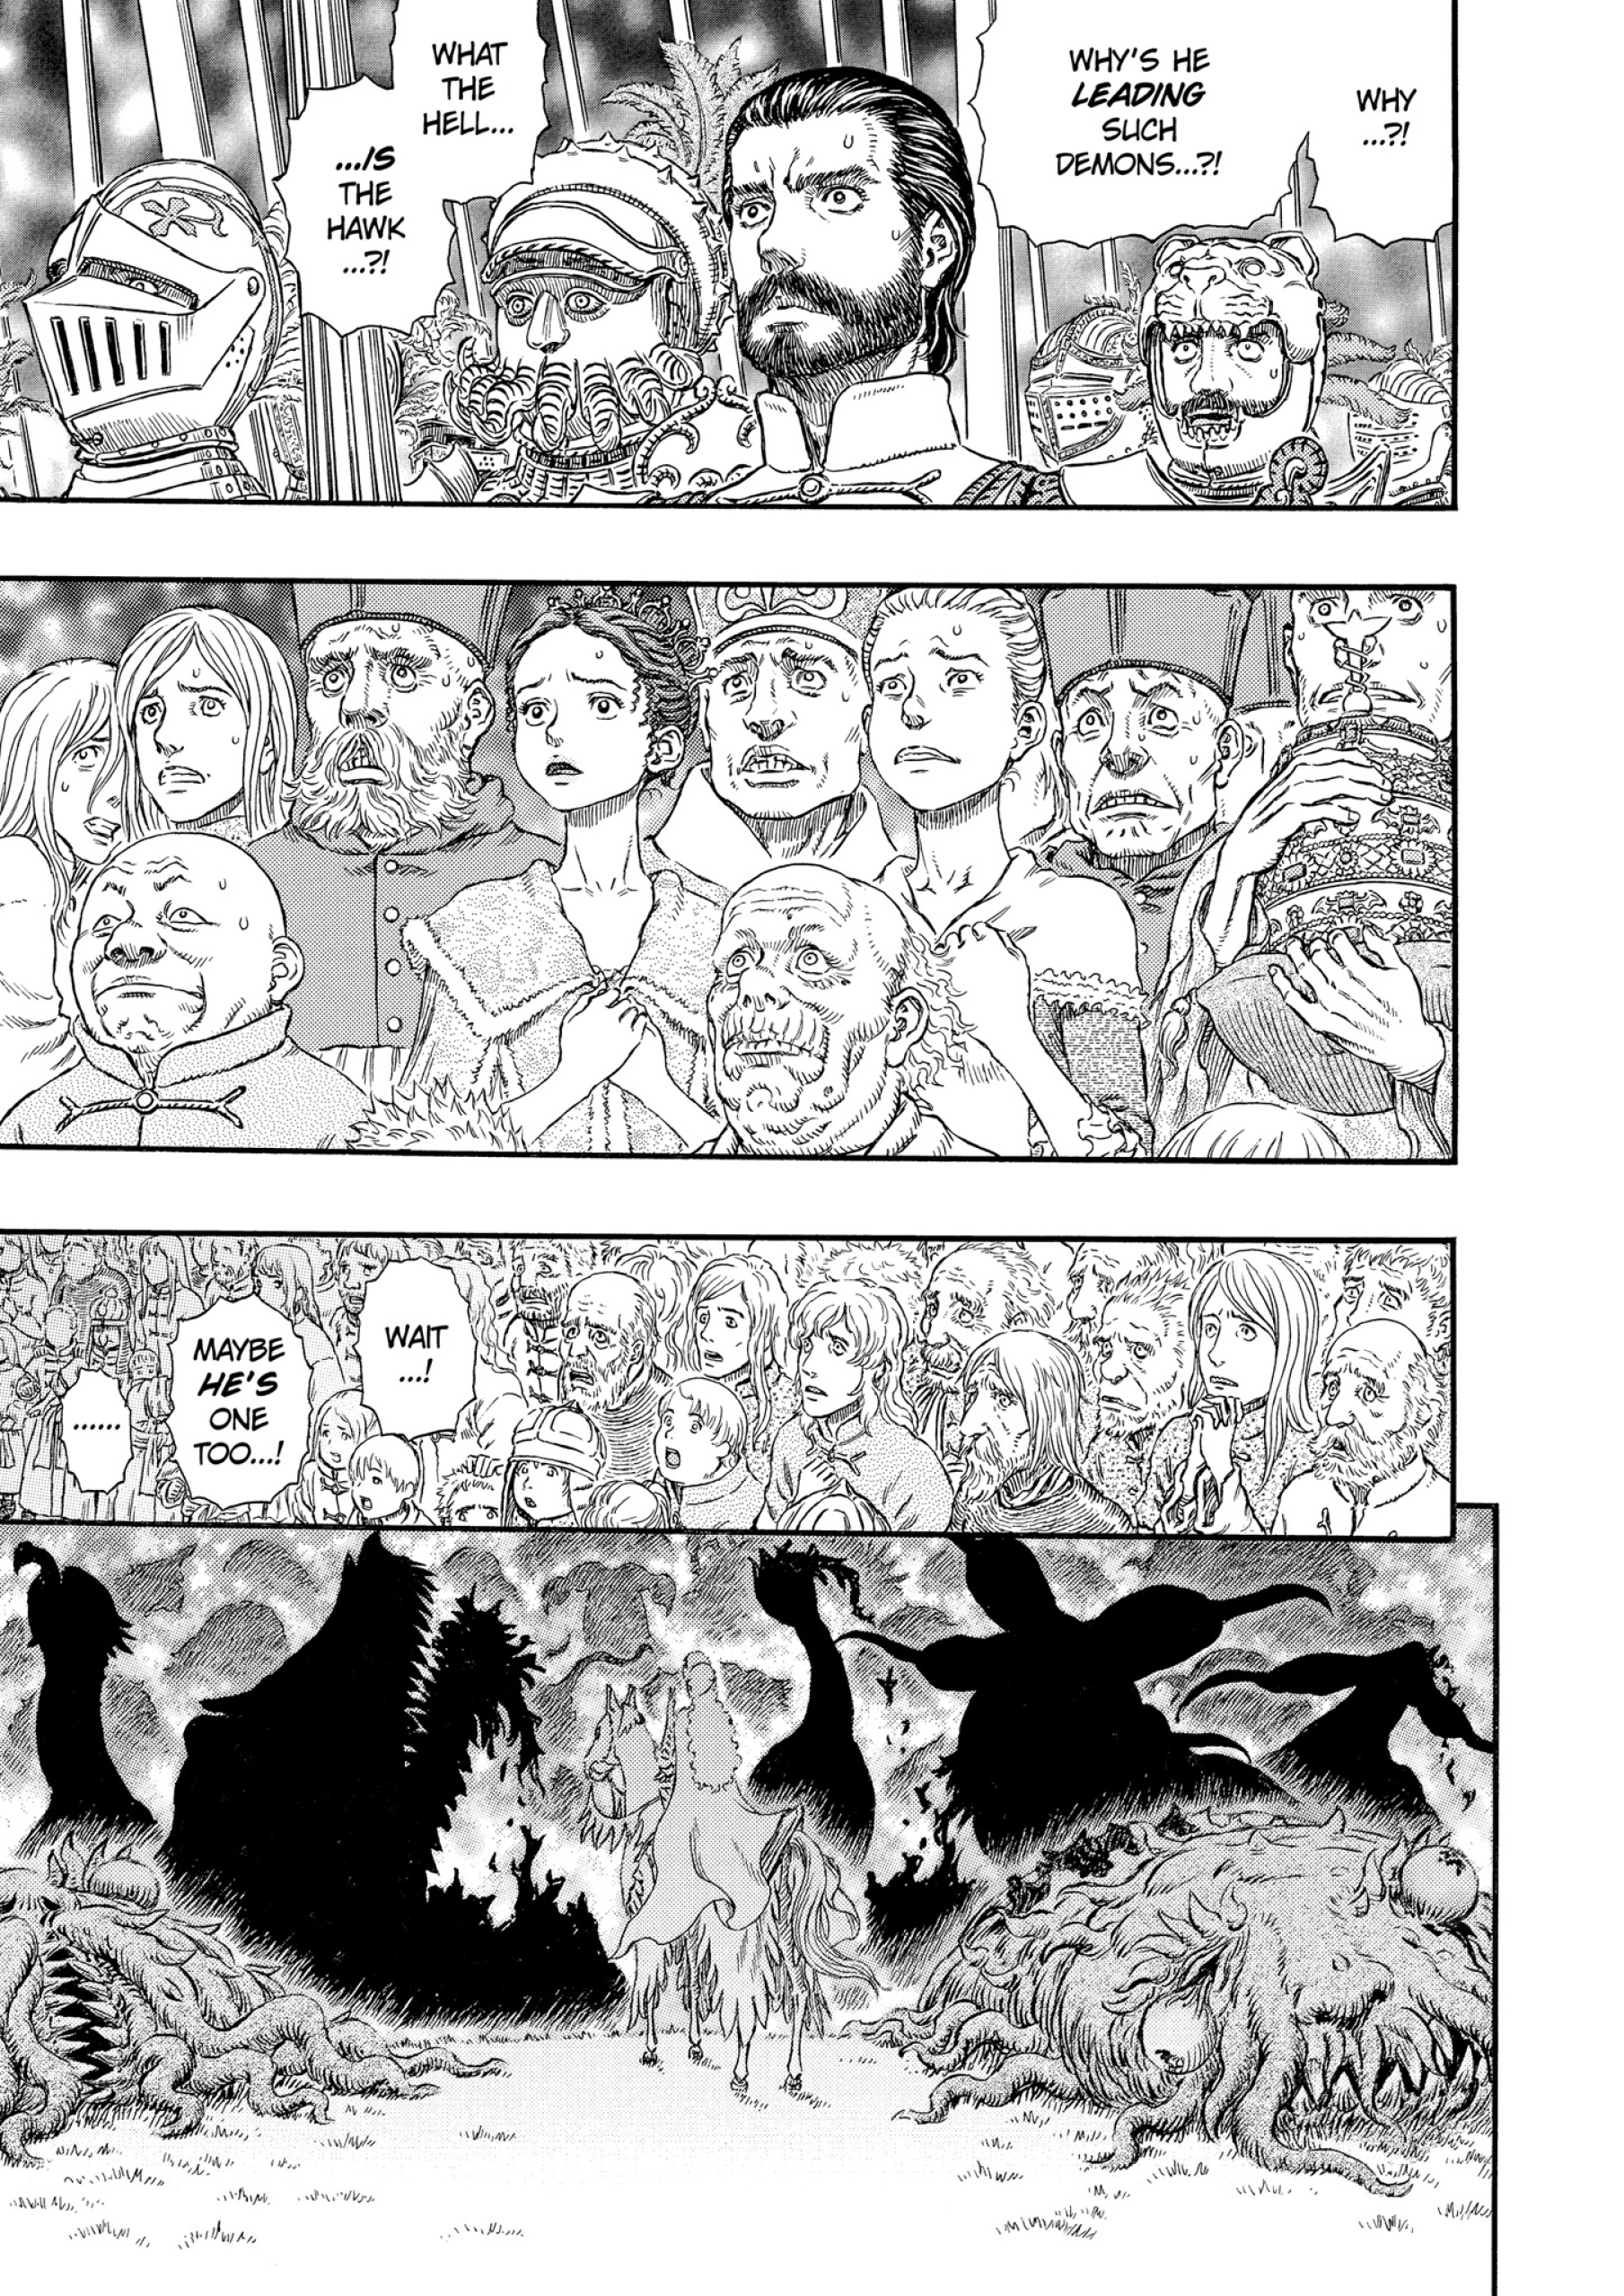 WHY
...?!
WHY'S HE
LEADING
SUCH
DEMONS...?!
WHAT
THE
HELL...
...IS
THE
HAWK
...?!
WAIT
...!
MAYBE
HE'S
ONE
TOO...!
......